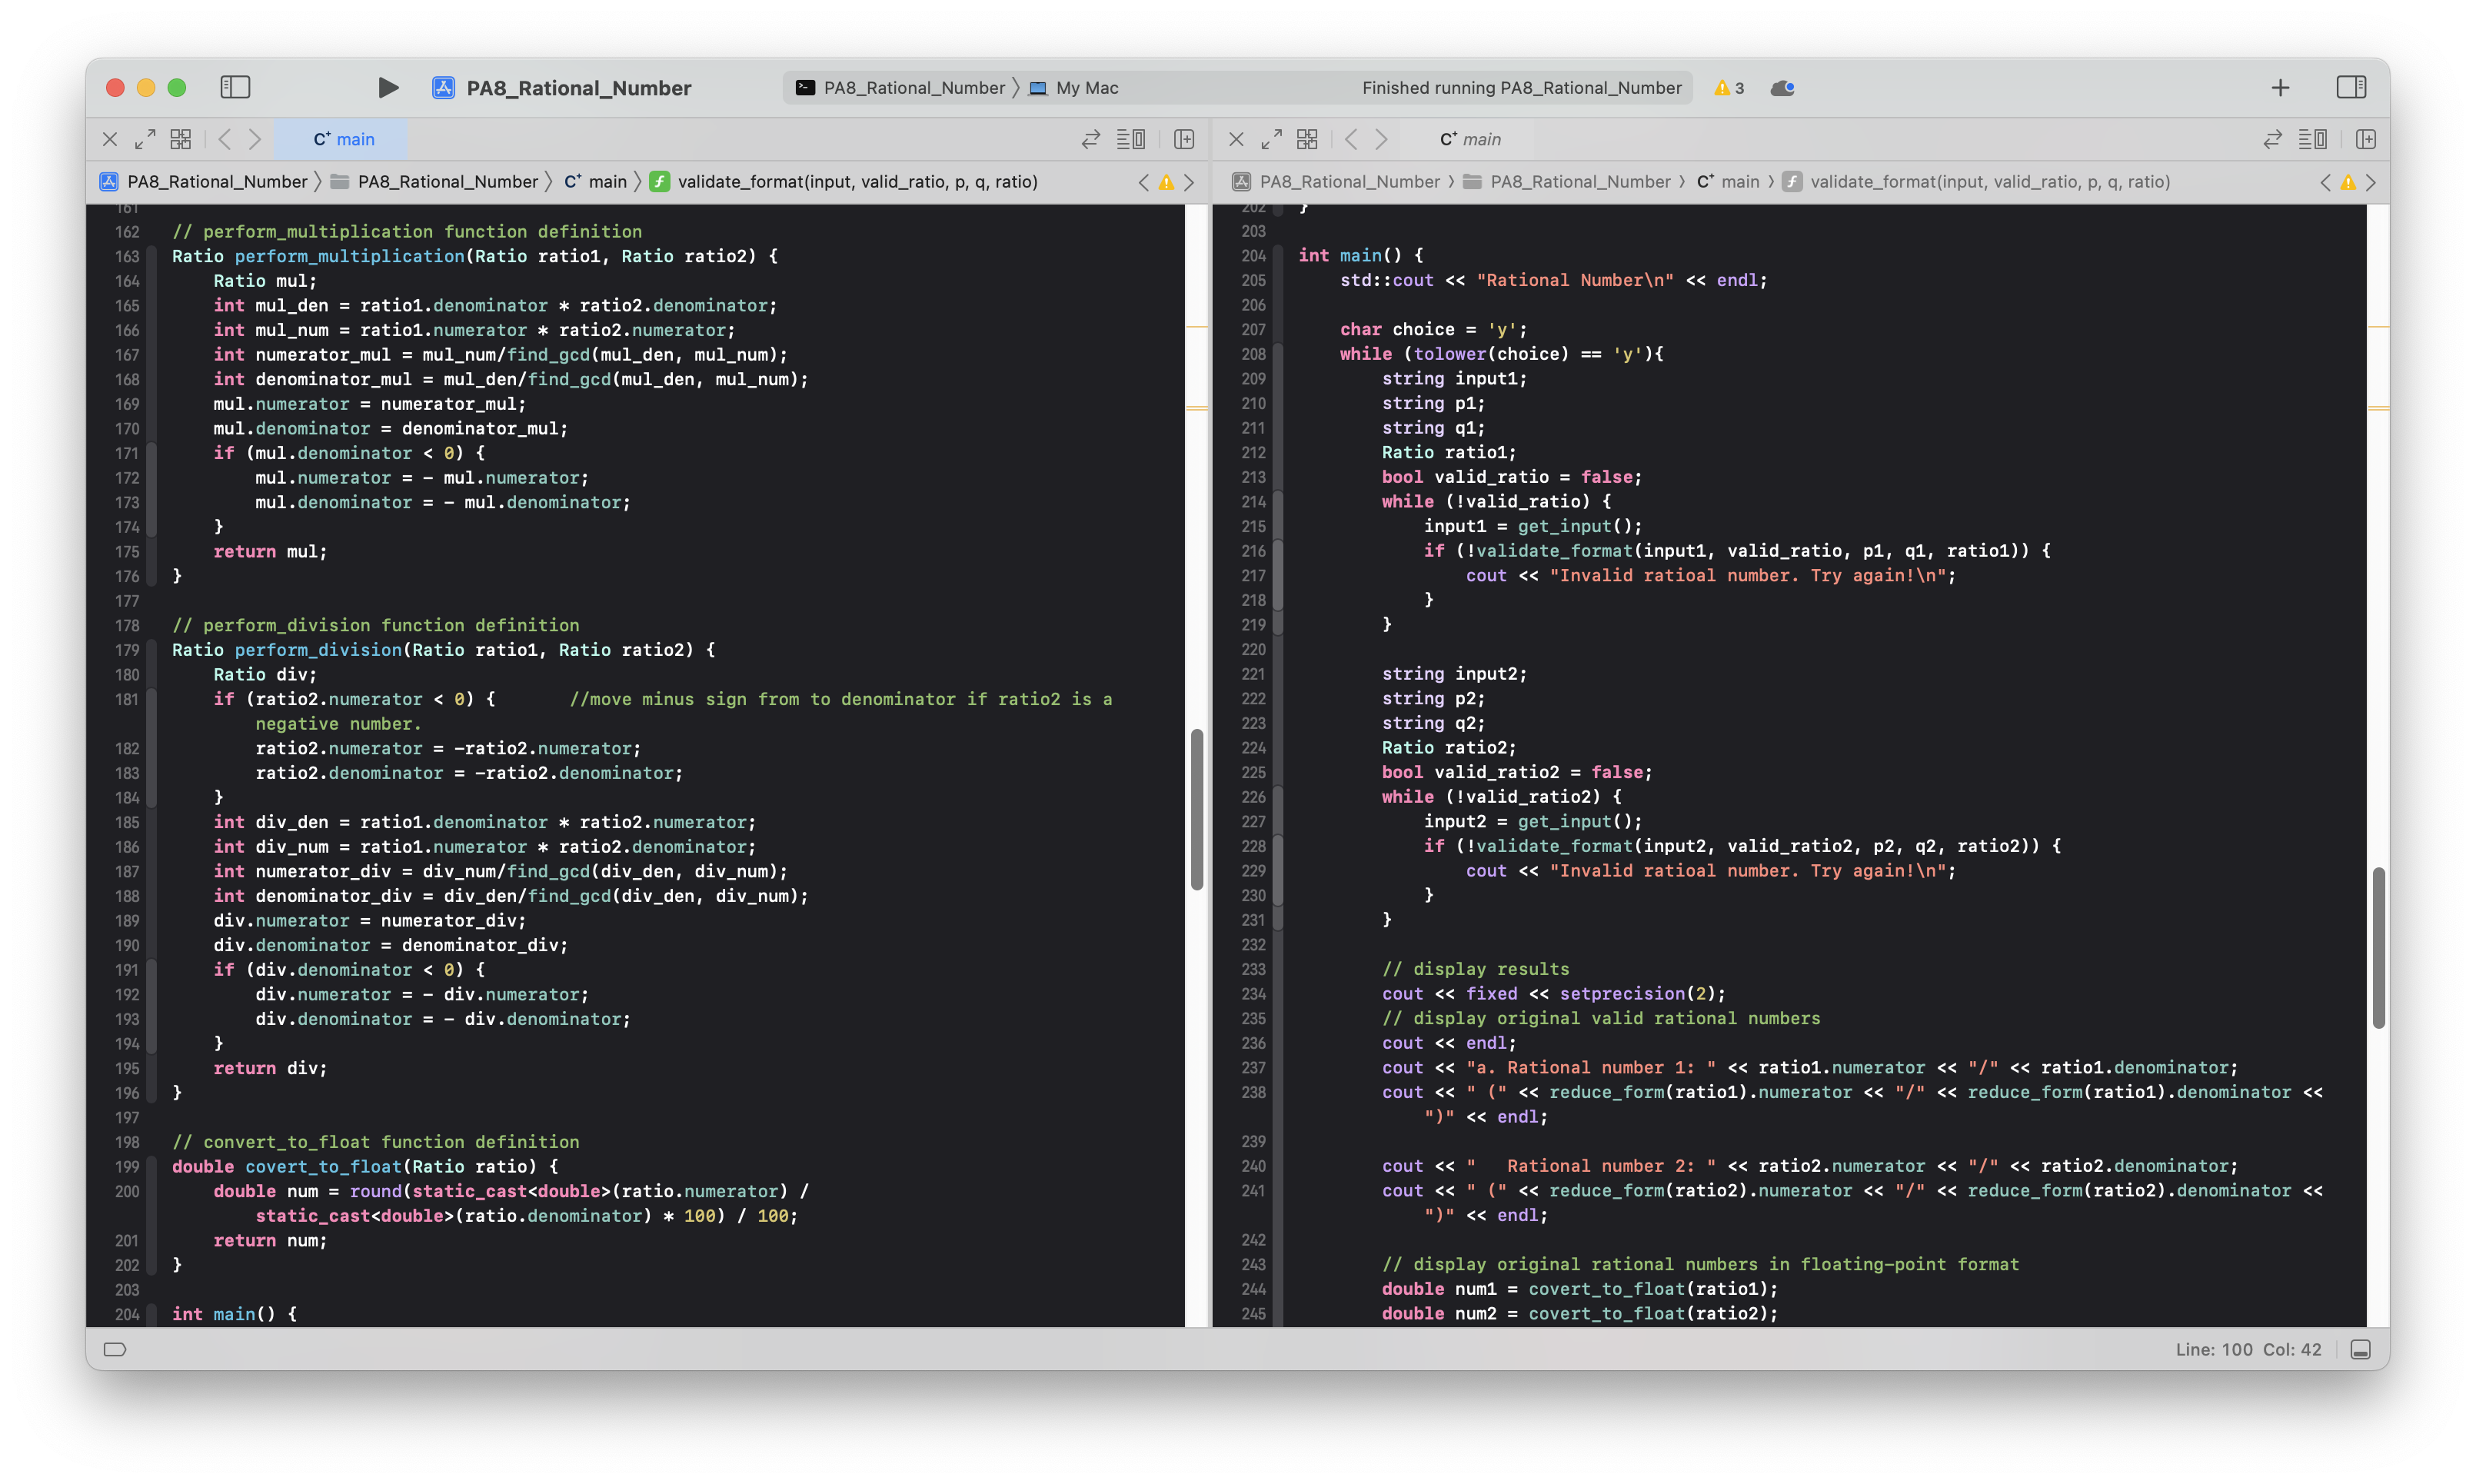 PA8_Rational_Number
PA8_Rational_Number 〉 My Mac
Finished running PA8_Rational_Number
3
C+ main
PA8_Rational_Number 〉 PA8_Rational_Number 〉 C+ main 〉 f validate_format(input, valid_ratio, p, q, ratio)
161
162 // perform_multiplication function definition
163 Ratio perform_multiplication(Ratio ratio1, Ratio ratio2) {
164     Ratio mul;
165     int mul_den = ratio1.denominator * ratio2.denominator;
166     int mul_num = ratio1.numerator * ratio2.numerator;
167     int numerator_mul = mul_num/find_gcd(mul_den, mul_num);
168     int denominator_mul = mul_den/find_gcd(mul_den, mul_num);
169     mul.numerator = numerator_mul;
170     mul.denominator = denominator_mul;
171     if (mul.denominator < 0) {
172         mul.numerator = - mul.numerator;
173         mul.denominator = - mul.denominator;
174     }
175     return mul;
176 }
177
178 // perform_division function definition
179 Ratio perform_division(Ratio ratio1, Ratio ratio2) {
180     Ratio div;
181     if (ratio2.numerator < 0) {       //move minus sign from to denominator if ratio2 is a
        negative number.
182         ratio2.numerator = -ratio2.numerator;
183         ratio2.denominator = -ratio2.denominator;
184     }
185     int div_den = ratio1.denominator * ratio2.numerator;
186     int div_num = ratio1.numerator * ratio2.denominator;
187     int numerator_div = div_num/find_gcd(div_den, div_num);
188     int denominator_div = div_den/find_gcd(div_den, div_num);
189     div.numerator = numerator_div;
190     div.denominator = denominator_div;
191     if (div.denominator < 0) {
192         div.numerator = - div.numerator;
193         div.denominator = - div.denominator;
194     }
195     return div;
196 }
197
198 // convert_to_float function definition
199 double covert_to_float(Ratio ratio) {
200     double num = round(static_cast<double>(ratio.numerator) /
        static_cast<double>(ratio.denominator) * 100) / 100;
201     return num;
202 }
203
204 int main() {
C+ main
PA8_Rational_Number 〉 PA8_Rational_Number 〉 C+ main 〉 f validate_format(input, valid_ratio, p, q, ratio)
202 }
203
204 int main() {
205     std::cout << "Rational Number\n" << endl;
206
207     char choice = 'y';
208     while (tolower(choice) == 'y'){
209         string input1;
210         string p1;
211         string q1;
212         Ratio ratio1;
213         bool valid_ratio = false;
214         while (!valid_ratio) {
215             input1 = get_input();
216             if (!validate_format(input1, valid_ratio, p1, q1, ratio1)) {
217                 cout << "Invalid ratioal number. Try again!\n";
218             }
219         }
220
221         string input2;
222         string p2;
223         string q2;
224         Ratio ratio2;
225         bool valid_ratio2 = false;
226         while (!valid_ratio2) {
227             input2 = get_input();
228             if (!validate_format(input2, valid_ratio2, p2, q2, ratio2)) {
229                 cout << "Invalid ratioal number. Try again!\n";
230             }
231         }
232
233         // display results
234         cout << fixed << setprecision(2);
235         // display original valid rational numbers
236         cout << endl;
237         cout << "a. Rational number 1: " << ratio1.numerator << "/" << ratio1.denominator;
238         cout << " (" << reduce_form(ratio1).numerator << "/" << reduce_form(ratio1).denominator <<
            ")" << endl;
239
240         cout << "   Rational number 2: " << ratio2.numerator << "/" << ratio2.denominator;
241         cout << " (" << reduce_form(ratio2).numerator << "/" << reduce_form(ratio2).denominator <<
            ")" << endl;
242
243         // display original rational numbers in floating-point format
244         double num1 = covert_to_float(ratio1);
245         double num2 = covert_to_float(ratio2);
Line: 100 Col: 42